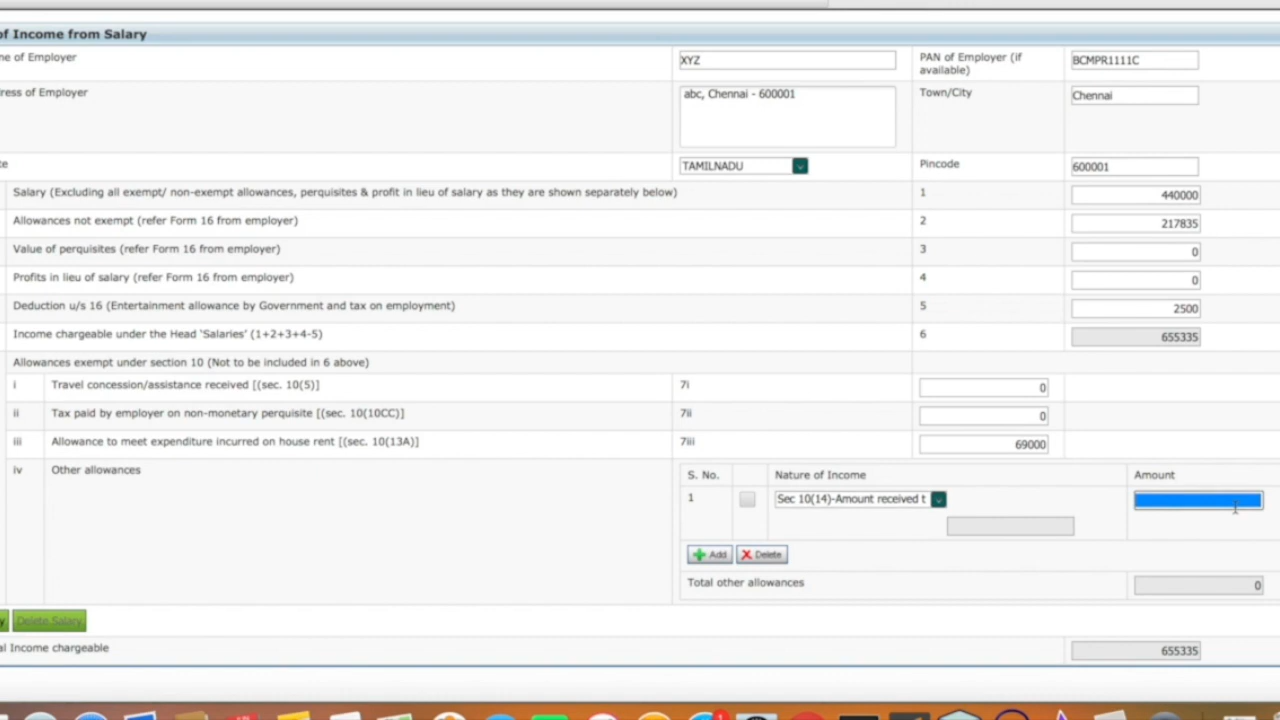 of Income from Salary
ne of Employer
XYZ
PAN of Employer (if available)
BCMPR1111C
ress of Employer
abc, Chennai - 600001
Town/City
Chennai
te
TAMILNADU
Pincode
600001
Salary (Excluding all exempt/ non-exempt allowances, perquisites & profit in lieu of salary as they are shown separately below) 1 440000
Allowances not exempt (refer Form 16 from employer) 2 217835
Value of perquisites (refer Form 16 from employer) 3 0
Profits in lieu of salary (refer Form 16 from employer) 4 0
Deduction u/s 16 (Entertainment allowance by Government and tax on employment) 5 2500
Income chargeable under the Head 'Salaries' (1+2+3+4-5) 6 655335
Allowances exempt under section 10 (Not to be included in 6 above)
i Travel concession/assistance received [(sec. 10(5)] 7i 0
ii Tax paid by employer on non-monetary perquisite [(sec. 10(10CC)] 7ii 0
iii Allowance to meet expenditure incurred on house rent [(sec. 10(13A)] 7iii 69000
iv Other allowances
S. No. Nature of Income Amount
1 Sec 10(14)-Amount received t
Add Delete
Total other allowances 0
y Delete Salary
al Income chargeable 655335